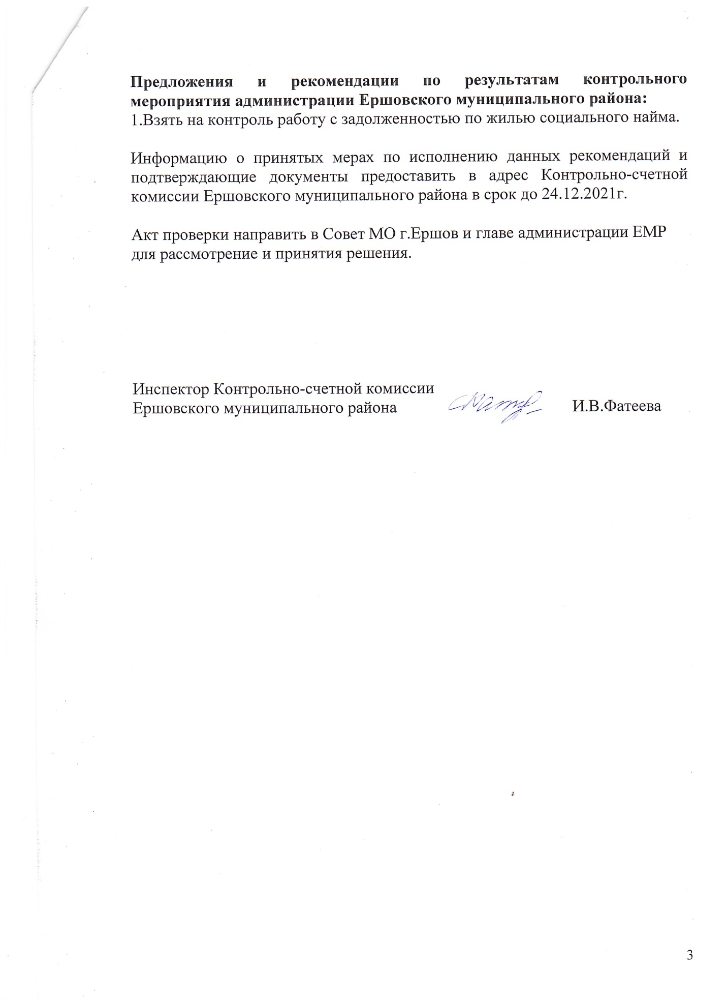 Предложения и рекомендации по результатам контрольного
мероприятия администрации Ершовского муниципального района:
1.Взять на контроль работу с задолженностью по жилью социального найма.
Информацию о принятых мерах по исполнению данных рекомендаций и
подтверждающие документы предоставить в адрес Контрольно-счетной
комиссии Ершовского муниципального района в срок до 24.12.2021г.
Акт проверки направить в Совет МО г.Ершов и главе администрации ЕМР
для рассмотрение и принятия решения.
Инспектор Контрольно-счетной комиссии
Ершовского муниципального района И.В.Фатеева
3